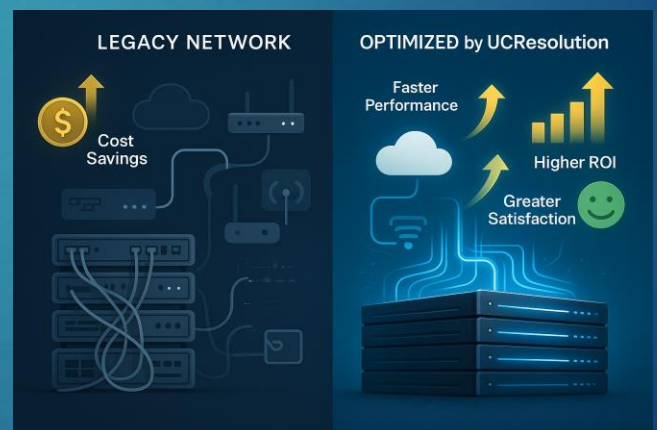 LEGACY NETWORK
Cost
Savings
OPTIMIZED by UCResolution
Faster
Performance
Higher ROI
Greater
Satisfaction
$